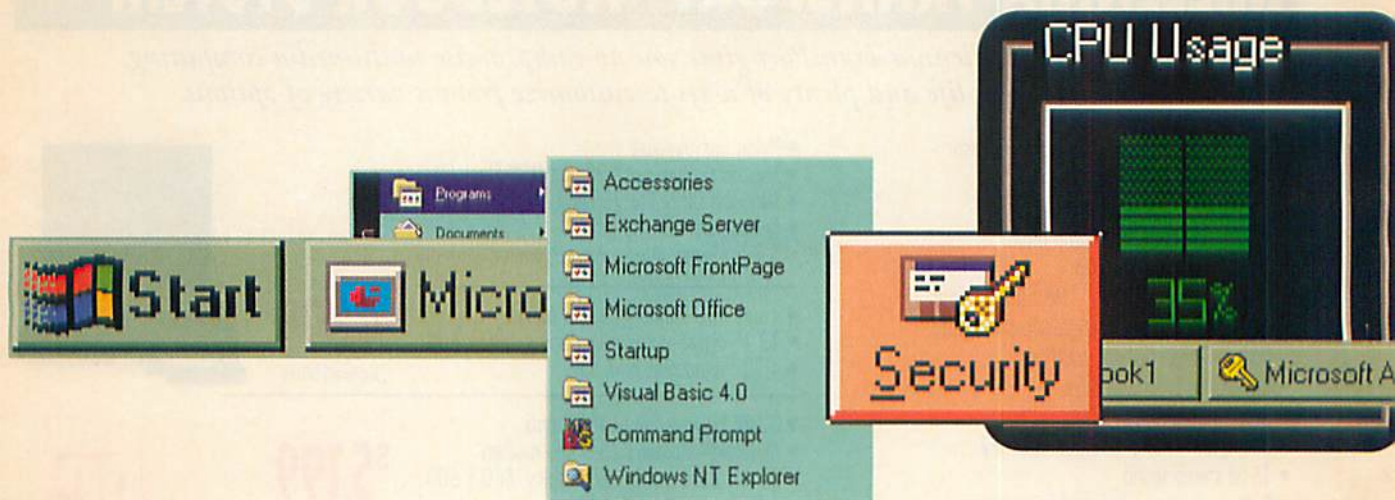 CPU Usage
Programs
Documents
Accessories
Exchange Server
Microsoft FrontPage
Microsoft Office
Startup
Visual Basic 4.0
Command Prompt
Windows NT Explorer
Start
Micro
Security
35%
ook1
Microsoft A